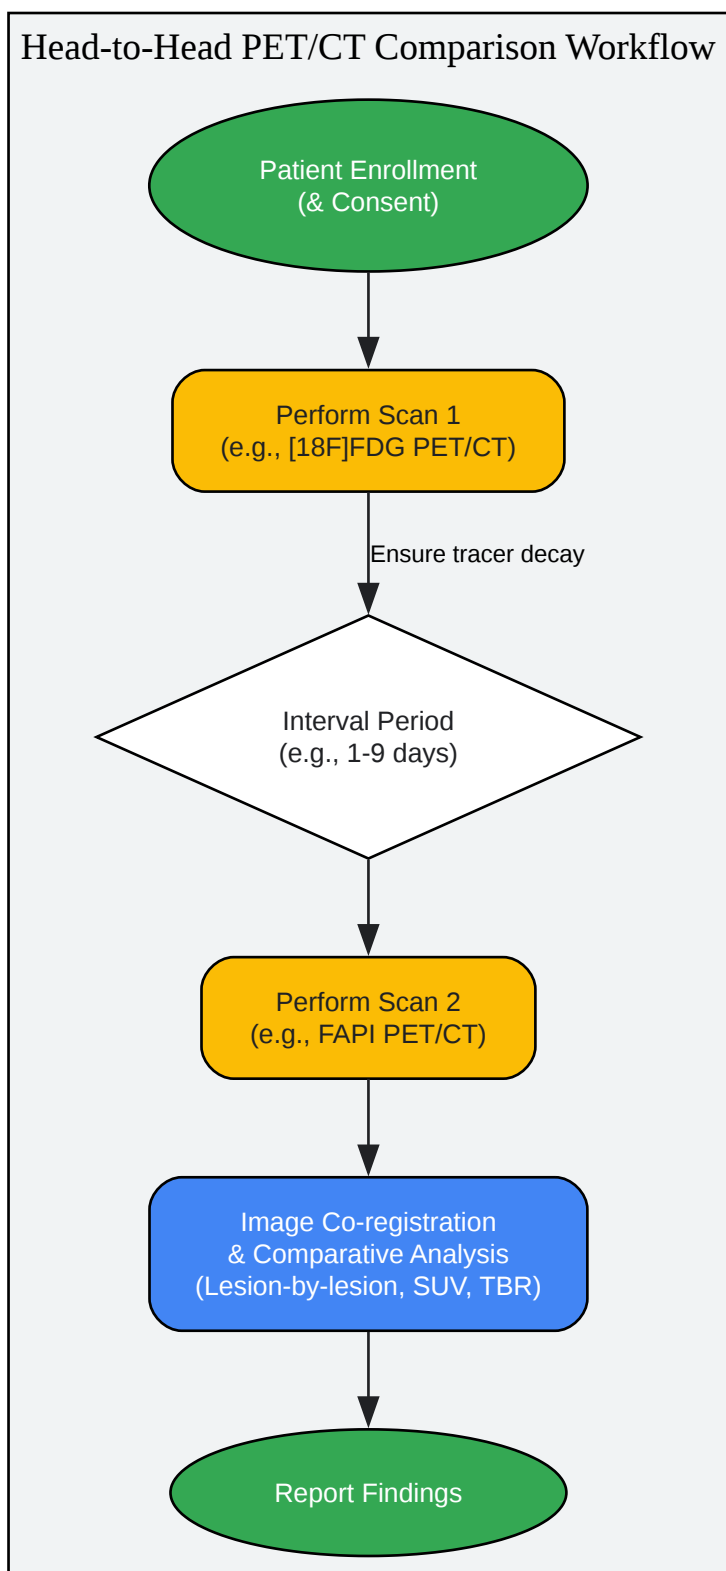 Head-to-Head PET/CT Comparison Workflow
Patient Enrollment
(& Consent)
Perform Scan 1
(e.g., [18F]FDG PET/CT)
Ensure tracer decay
Interval Period
(e.g., 1-9 days)
Perform Scan 2
(e.g., FAPI PET/CT)
Image Co-registration
& Comparative Analysis
(Lesion-by-lesion, SUV, TBR)
Report Findings